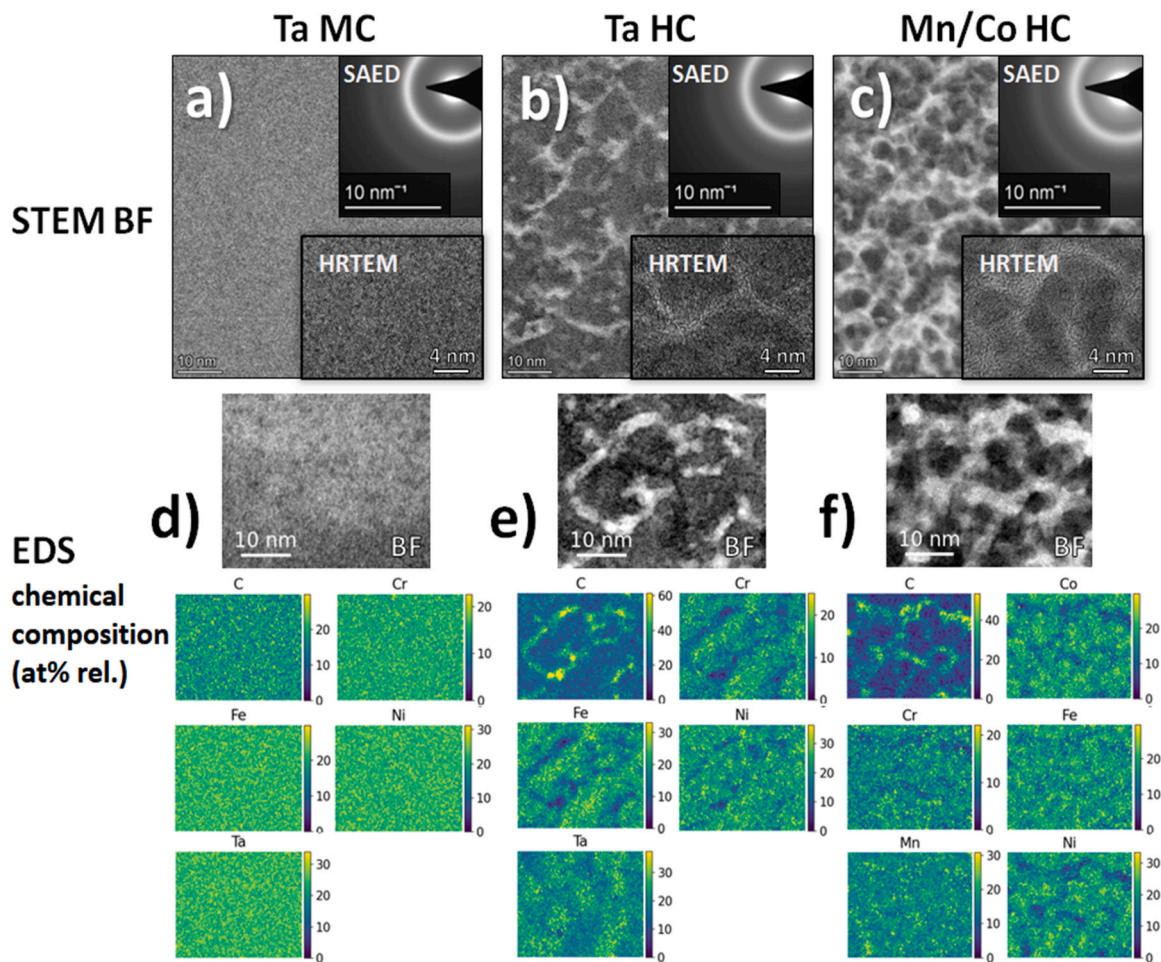 Ta MC
Ta HC
Mn/Co HC
STEM BF
a)
SAED
10 nm⁻¹
HRTEM
4 nm
10 nm
b)
SAED
10 nm⁻¹
HRTEM
4 nm
10 nm
c)
SAED
10 nm⁻¹
HRTEM
4 nm
10 nm
d)
10 nm
BF
e)
10 nm
BF
f)
10 nm
BF
EDS
chemical
composition
(at% rel.)
C
20
10
0
Cr
20
10
0
Fe
30
20
10
0
Ni
30
20
10
0
Ta
30
20
10
0
C
60
40
20
0
Cr
20
10
0
Fe
30
20
10
0
Ni
30
20
10
0
Ta
30
20
10
0
C
40
20
0
Co
20
10
0
Cr
20
10
0
Fe
20
10
0
Mn
20
10
0
Ni
30
20
10
0